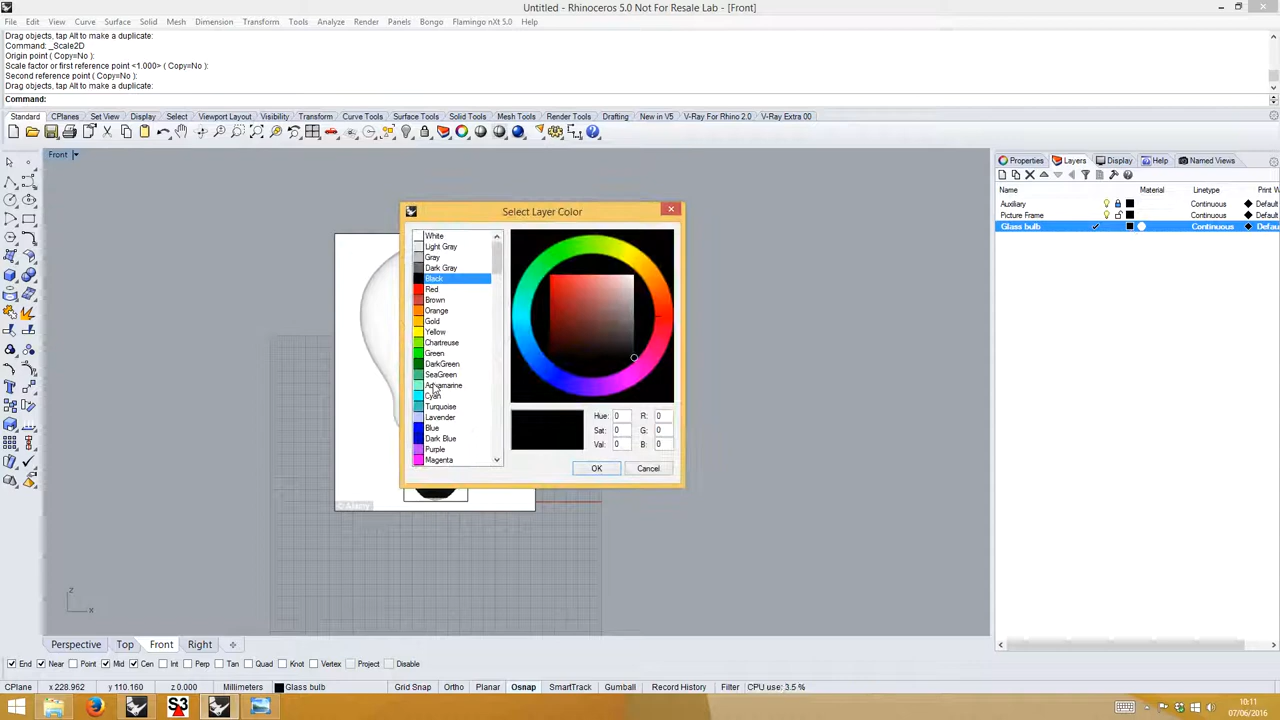 Untitled - Rhinoceros 5.0 Not For Resale Lab - [Front]
File Edit View Curve Surface Solid Mesh Dimension Transform Tools Analyze Render Panels Bongo Flamingo nXt 5.0 Help
Drag objects, tap Alt to make a duplicate:
Command: _Scale2D
Origin point ( Copy=No ):
Scale factor or first reference point <1.000> ( Copy=No ):
Second reference point ( Copy=No ):
Drag objects, tap Alt to make a duplicate:
Command:
Standard CPlanes Set View Display Select Viewport Layout Visibility Transform Curve Tools Surface Tools Solid Tools Mesh Tools Render Tools Drafting New in V5 V-Ray For Rhino 2.0 V-Ray Extra 00
Front
Properties Layers Display Help Named Views
Name Material Linetype Print W
Auxiliary Continuous Default
Picture Frame Continuous Default
Glass bulb Continuous Defau
Select Layer Color
White
Light Gray
Gray
Dark Gray
Black
Red
Brown
Orange
Gold
Yellow
Chartreuse
Green
DarkGreen
SeaGreen
Aquamarine
Cyan
Turquoise
Lavender
Blue
Dark Blue
Purple
Magenta
Hue: 0 R: 0
Sat: 0 G: 0
Val: 0 B: 0
OK Cancel
z
x
Perspective Top Front Right
End Near Point Mid Cen Int Perp Tan Quad Knot Vertex Project Disable
CPlane x 228.962 y 110.160 z 0.000 Millimeters Glass bulb Grid Snap Ortho Planar Osnap SmartTrack Gumball Record History Filter CPU use: 3.5 %
S3
10:11
07/06/2016